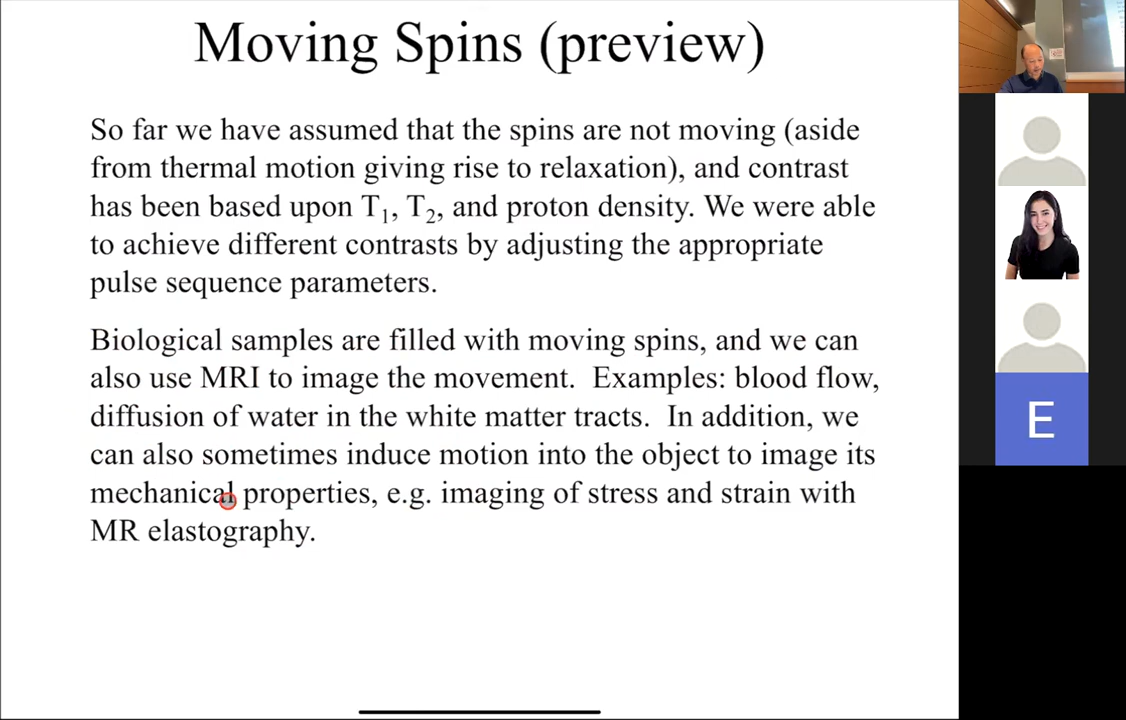 Moving Spins (preview)
So far we have assumed that the spins are not moving (aside
from thermal motion giving rise to relaxation), and contrast
has been based upon T₁, T₂, and proton density. We were able
to achieve different contrasts by adjusting the appropriate
pulse sequence parameters.
Biological samples are filled with moving spins, and we can
also use MRI to image the movement. Examples: blood flow,
diffusion of water in the white matter tracts. In addition, we
can also sometimes induce motion into the object to image its
mechanical properties, e.g. imaging of stress and strain with
MR elastography.
E